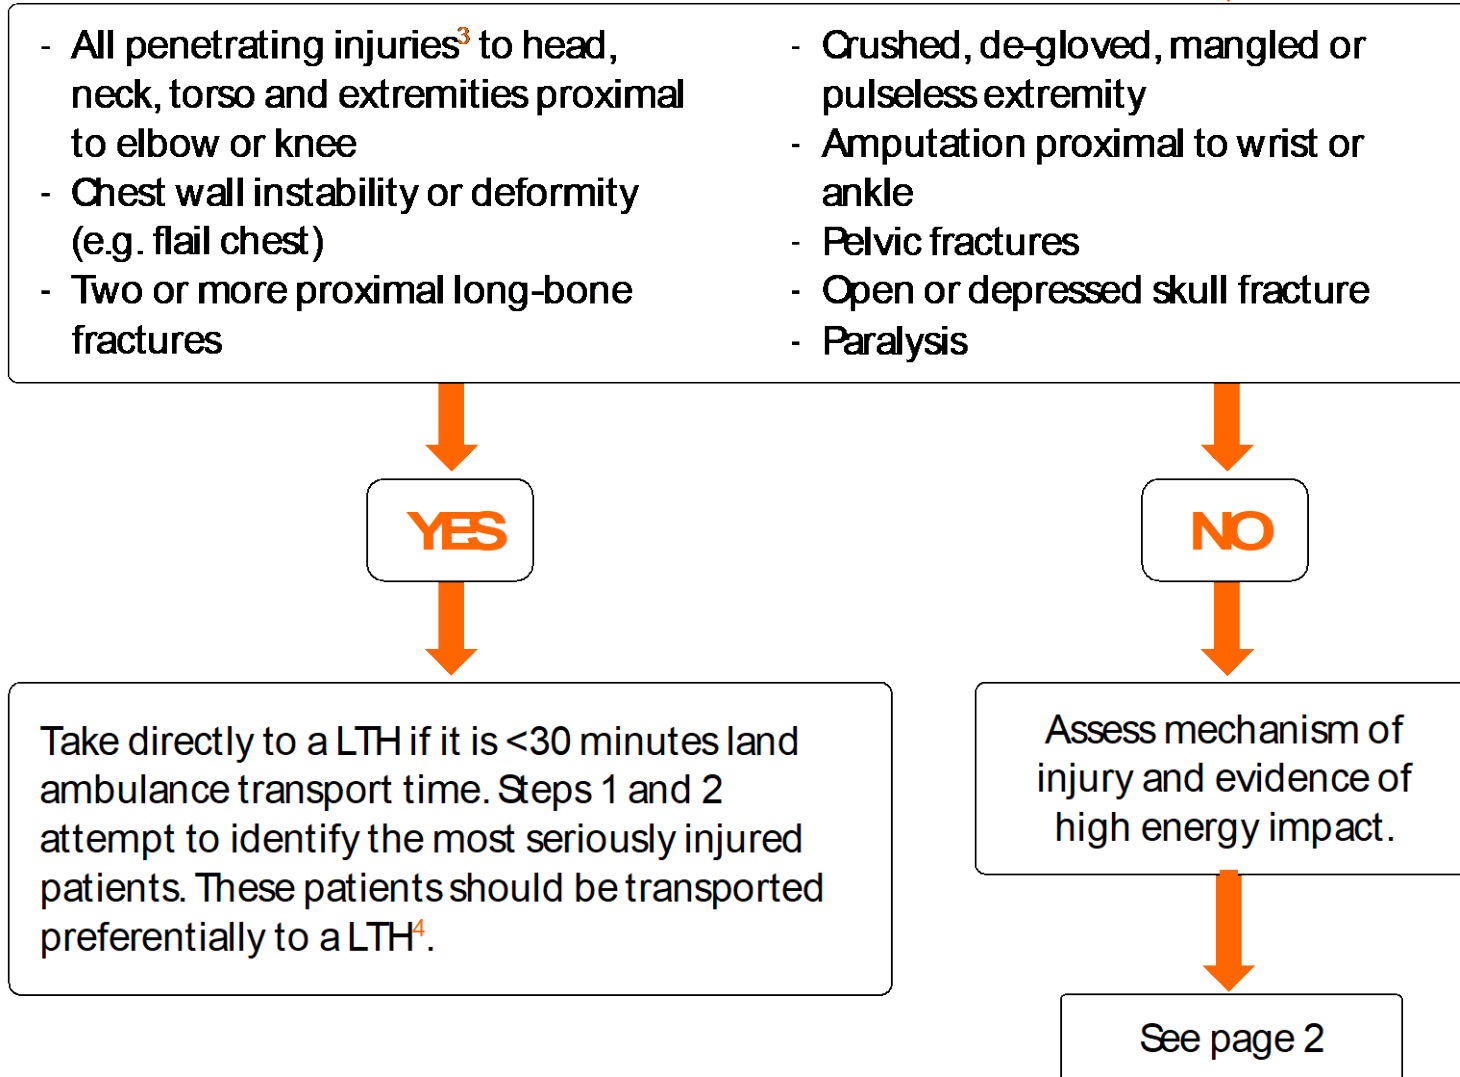 - All penetrating injuries³ to head,
neck, torso and extremities proximal
to elbow or knee
- Chest wall instability or deformity
(e.g. flail chest)
- Two or more proximal long-bone
fractures
- Crushed, de-gloved, mangled or
pulseless extremity
- Amputation proximal to wrist or
ankle
- Pelvic fractures
- Open or depressed skull fracture
- Paralysis
YES
NO
Take directly to a LTH if it is <30 minutes land
ambulance transport time. Steps 1 and 2
attempt to identify the most seriously injured
patients. These patients should be transported
preferentially to a LTH⁴.
Assess mechanism of
injury and evidence of
high energy impact.
See page 2